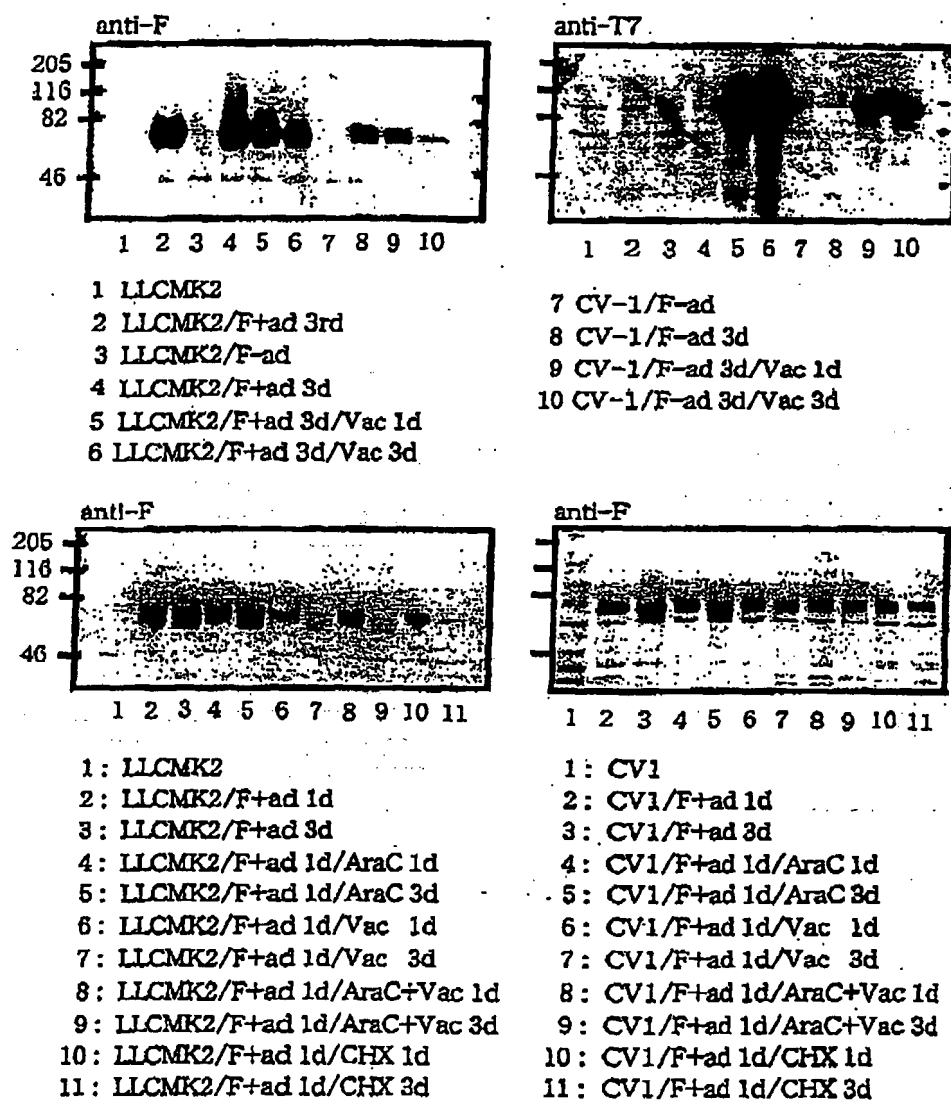 anti-F
205
116
82
46
1 2 3 4 5 6 7 8 9 10
anti-T7
1 2 3 4 5 6 7 8 9 10
1 LLCMK2
2 LLCMK2/F+ad 3rd
3 LLCMK2/F-ad
4 LLCMK2/F+ad 3d
5 LLCMK2/F+ad 3d/Vac 1d
6 LLCMK2/F+ad 3d/Vac 3d
7 CV-1/F-ad
8 CV-1/F-ad 3d
9 CV-1/F-ad 3d/Vac 1d
10 CV-1/F-ad 3d/Vac 3d
anti-F
205
116
82
46
1 2 3 4 5 6 7 8 9 10 11
1: LLCMK2
2: LLCMK2/F+ad 1d
3: LLCMK2/F+ad 3d
4: LLCMK2/F+ad 1d/AraC 1d
5: LLCMK2/F+ad 1d/AraC 3d
6: LLCMK2/F+ad 1d/Vac 1d
7: LLCMK2/F+ad 1d/Vac 3d
8: LLCMK2/F+ad 1d/AraC+Vac 1d
9: LLCMK2/F+ad 1d/AraC+Vac 3d
10: LLCMK2/F+ad 1d/CHX 1d
11: LLCMK2/F+ad 1d/CHX 3d
anti-F
1 2 3 4 5 6 7 8 9 10 11
1: CV1
2: CV1/F+ad 1d
3: CV1/F+ad 3d
4: CV1/F+ad 1d/AraC 1d
5: CV1/F+ad 1d/AraC 3d
6: CV1/F+ad 1d/Vac 1d
7: CV1/F+ad 1d/Vac 3d
8: CV1/F+ad 1d/AraC+Vac 1d
9: CV1/F+ad 1d/AraC+Vac 3d
10: CV1/F+ad 1d/CHX 1d
11: CV1/F+ad 1d/CHX 3d